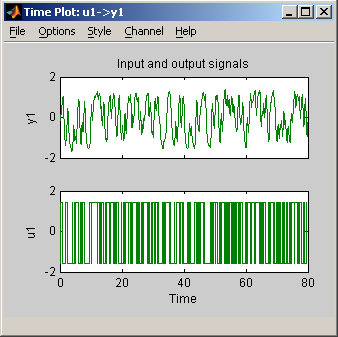 Time Plot: u1->y1
File Options Style Channel Help
Input and output signals
2
0
-2
y1
2
0
-2
u1
0 20 40 60 80
Time